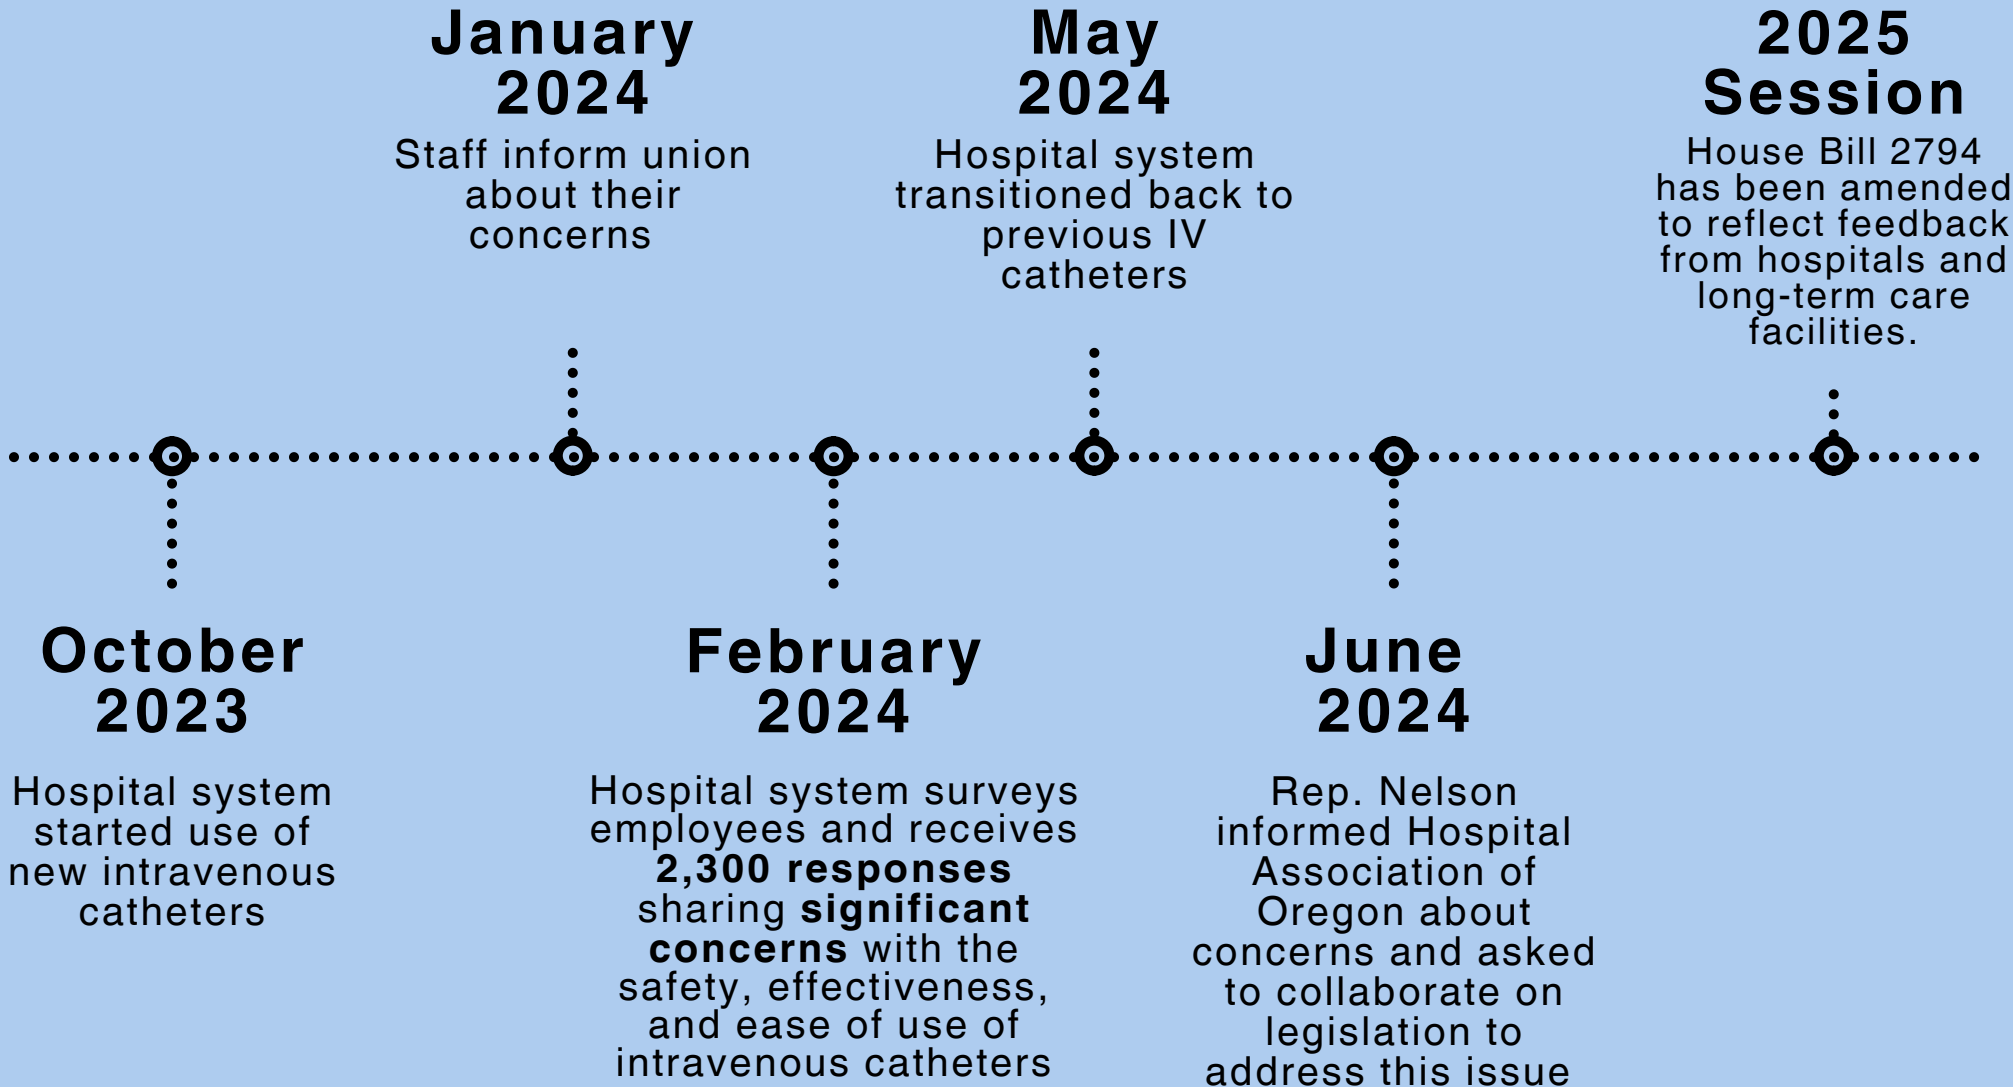 January
2024
Staff inform union
about their
concerns
May
2024
Hospital system
transitioned back to
previous IV
catheters
2025
Session
House Bill 2794
has been amended
to reflect feedback
from hospitals and
long-term care
facilities.
October
2023
Hospital system
started use of
new intravenous
catheters
February
2024
Hospital system surveys
employees and receives
2,300 responses
sharing significant
concerns with the
safety, effectiveness,
and ease of use of
intravenous catheters
June
2024
Rep. Nelson
informed Hospital
Association of
Oregon about
concerns and asked
to collaborate on
legislation to
address this issue